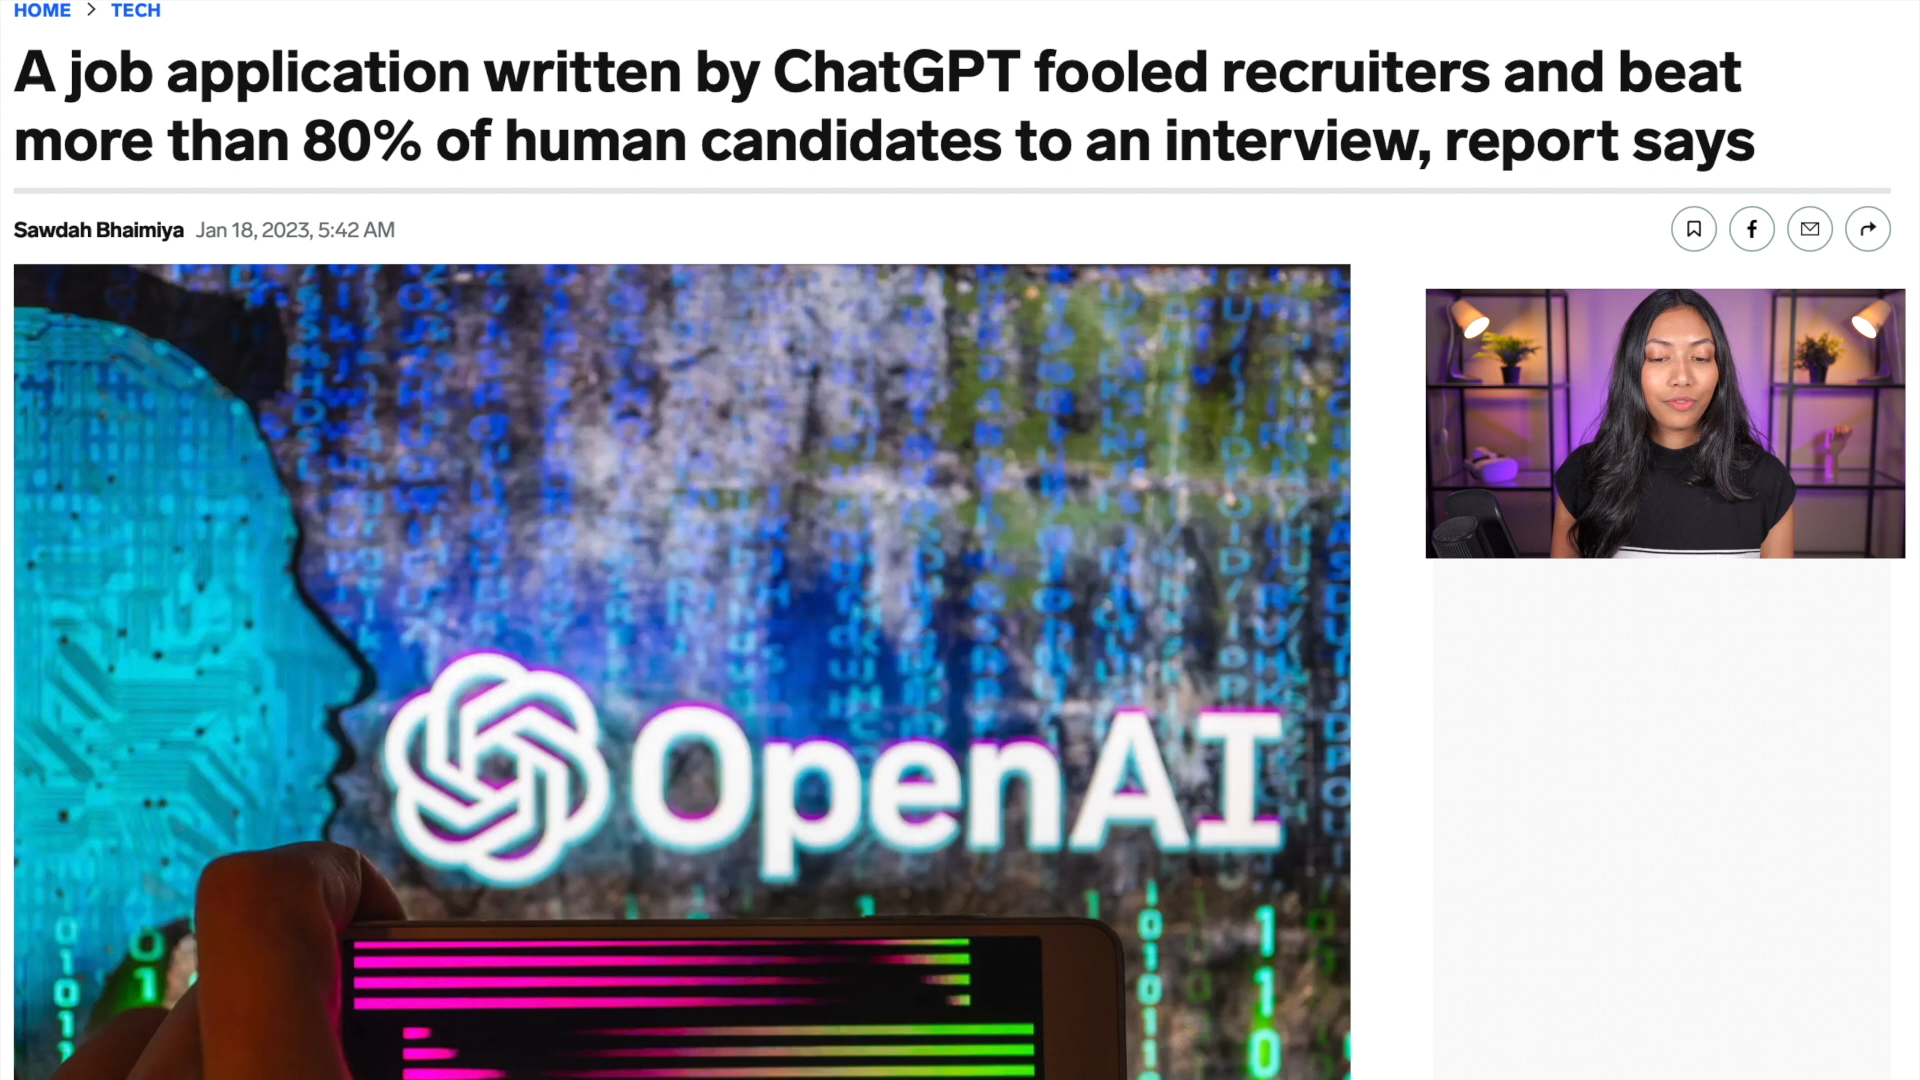 HOME > TECH
A job application written by ChatGPT fooled recruiters and beat
more than 80% of human candidates to an interview, report says
Sawdah Bhaimiya Jan 18, 2023, 5:42 AM
OpenAI